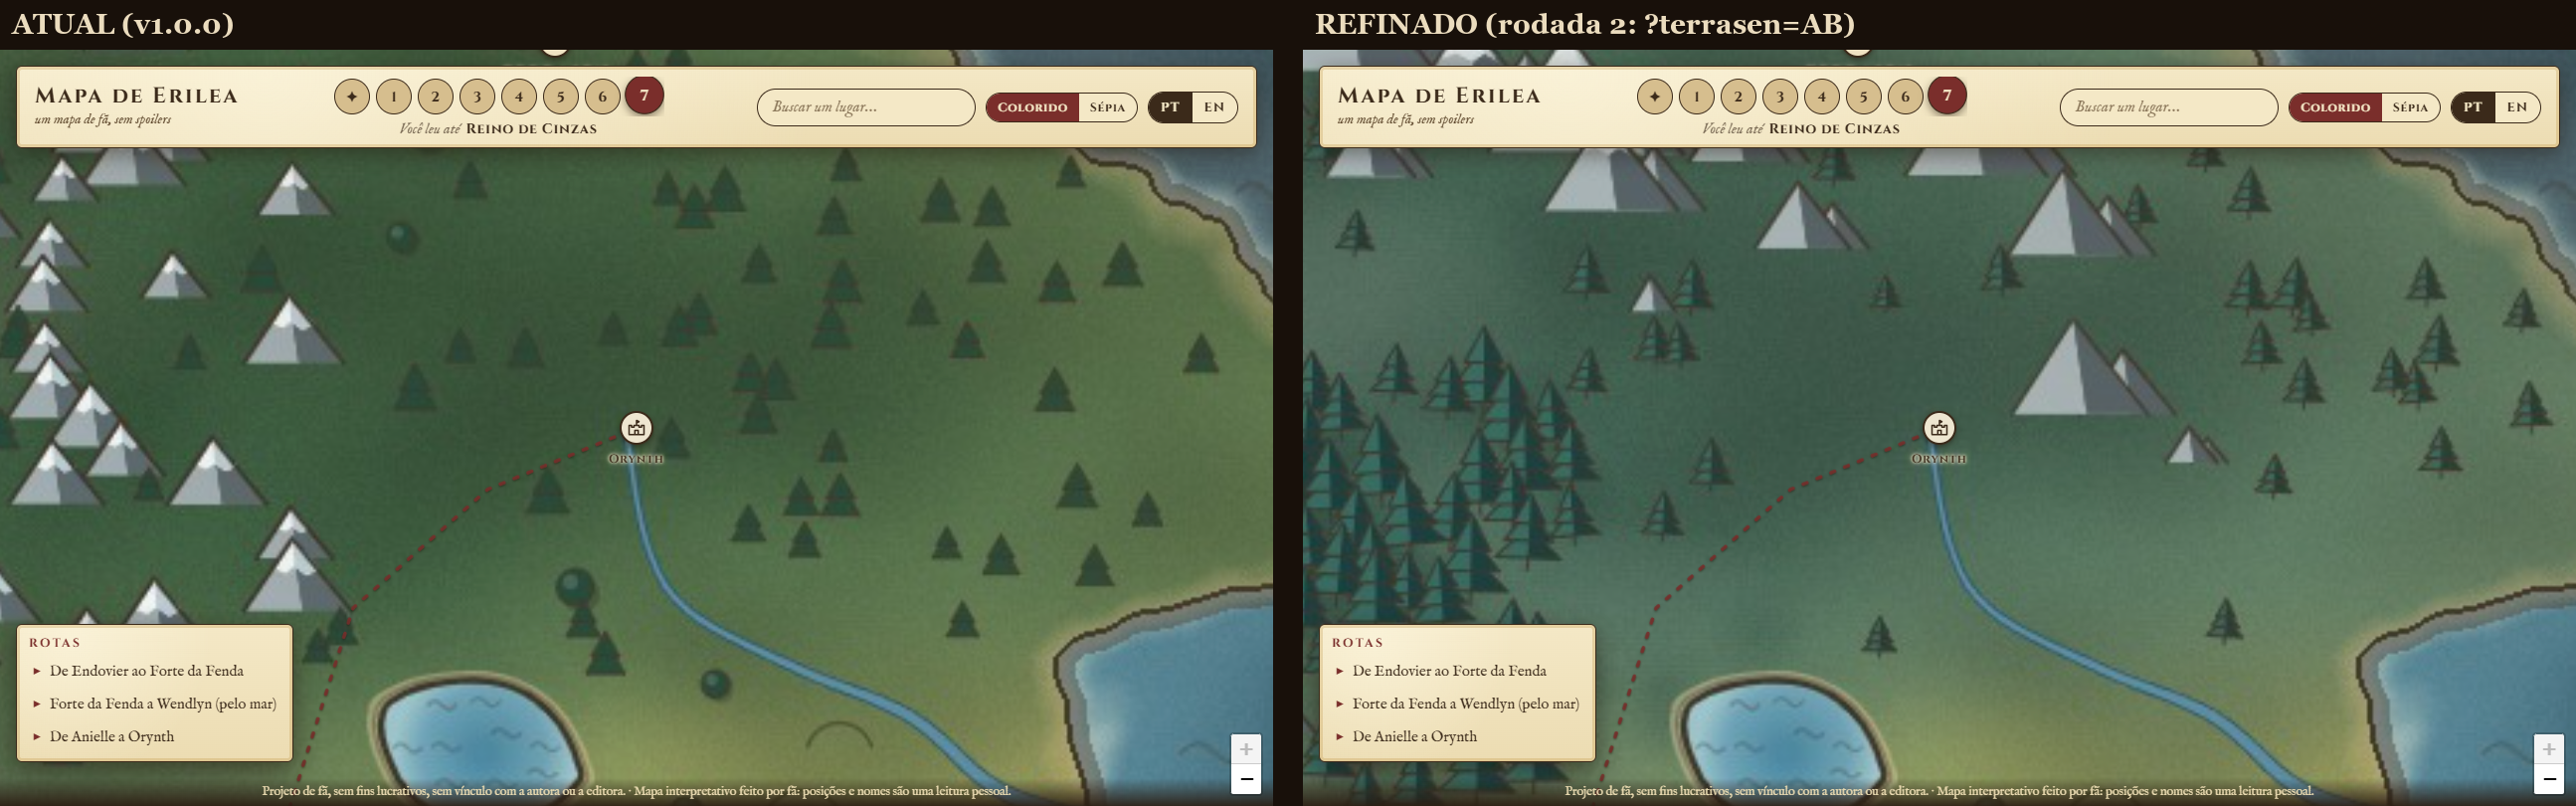 ATUAL (v1.0.0)
MAPA DE ERILEA
um mapa de fã, sem spoilers
✦ 1 2 3 4 5 6 7
Você leu até REINO DE CINZAS
Buscar um lugar...
COLORIDO SÉPIA
PT EN
ORYNTH
ROTAS
▸ De Endovier ao Forte da Fenda
▸ Forte da Fenda a Wendlyn (pelo mar)
▸ De Anielle a Orynth
+
−
Projeto de fã, sem fins lucrativos, sem vínculo com a autora ou a editora. · Mapa interpretativo feito por fã: posições e nomes são uma leitura pessoal.
REFINADO (rodada 2: ?terrasen=AB)
MAPA DE ERILEA
um mapa de fã, sem spoilers
✦ 1 2 3 4 5 6 7
Você leu até REINO DE CINZAS
Buscar um lugar...
COLORIDO SÉPIA
PT EN
ORYNTH
ROTAS
▸ De Endovier ao Forte da Fenda
▸ Forte da Fenda a Wendlyn (pelo mar)
▸ De Anielle a Orynth
+
−
Projeto de fã, sem fins lucrativos, sem vínculo com a autora ou a editora. · Mapa interpretativo feito por fã: posições e nomes são uma leitura pessoal.